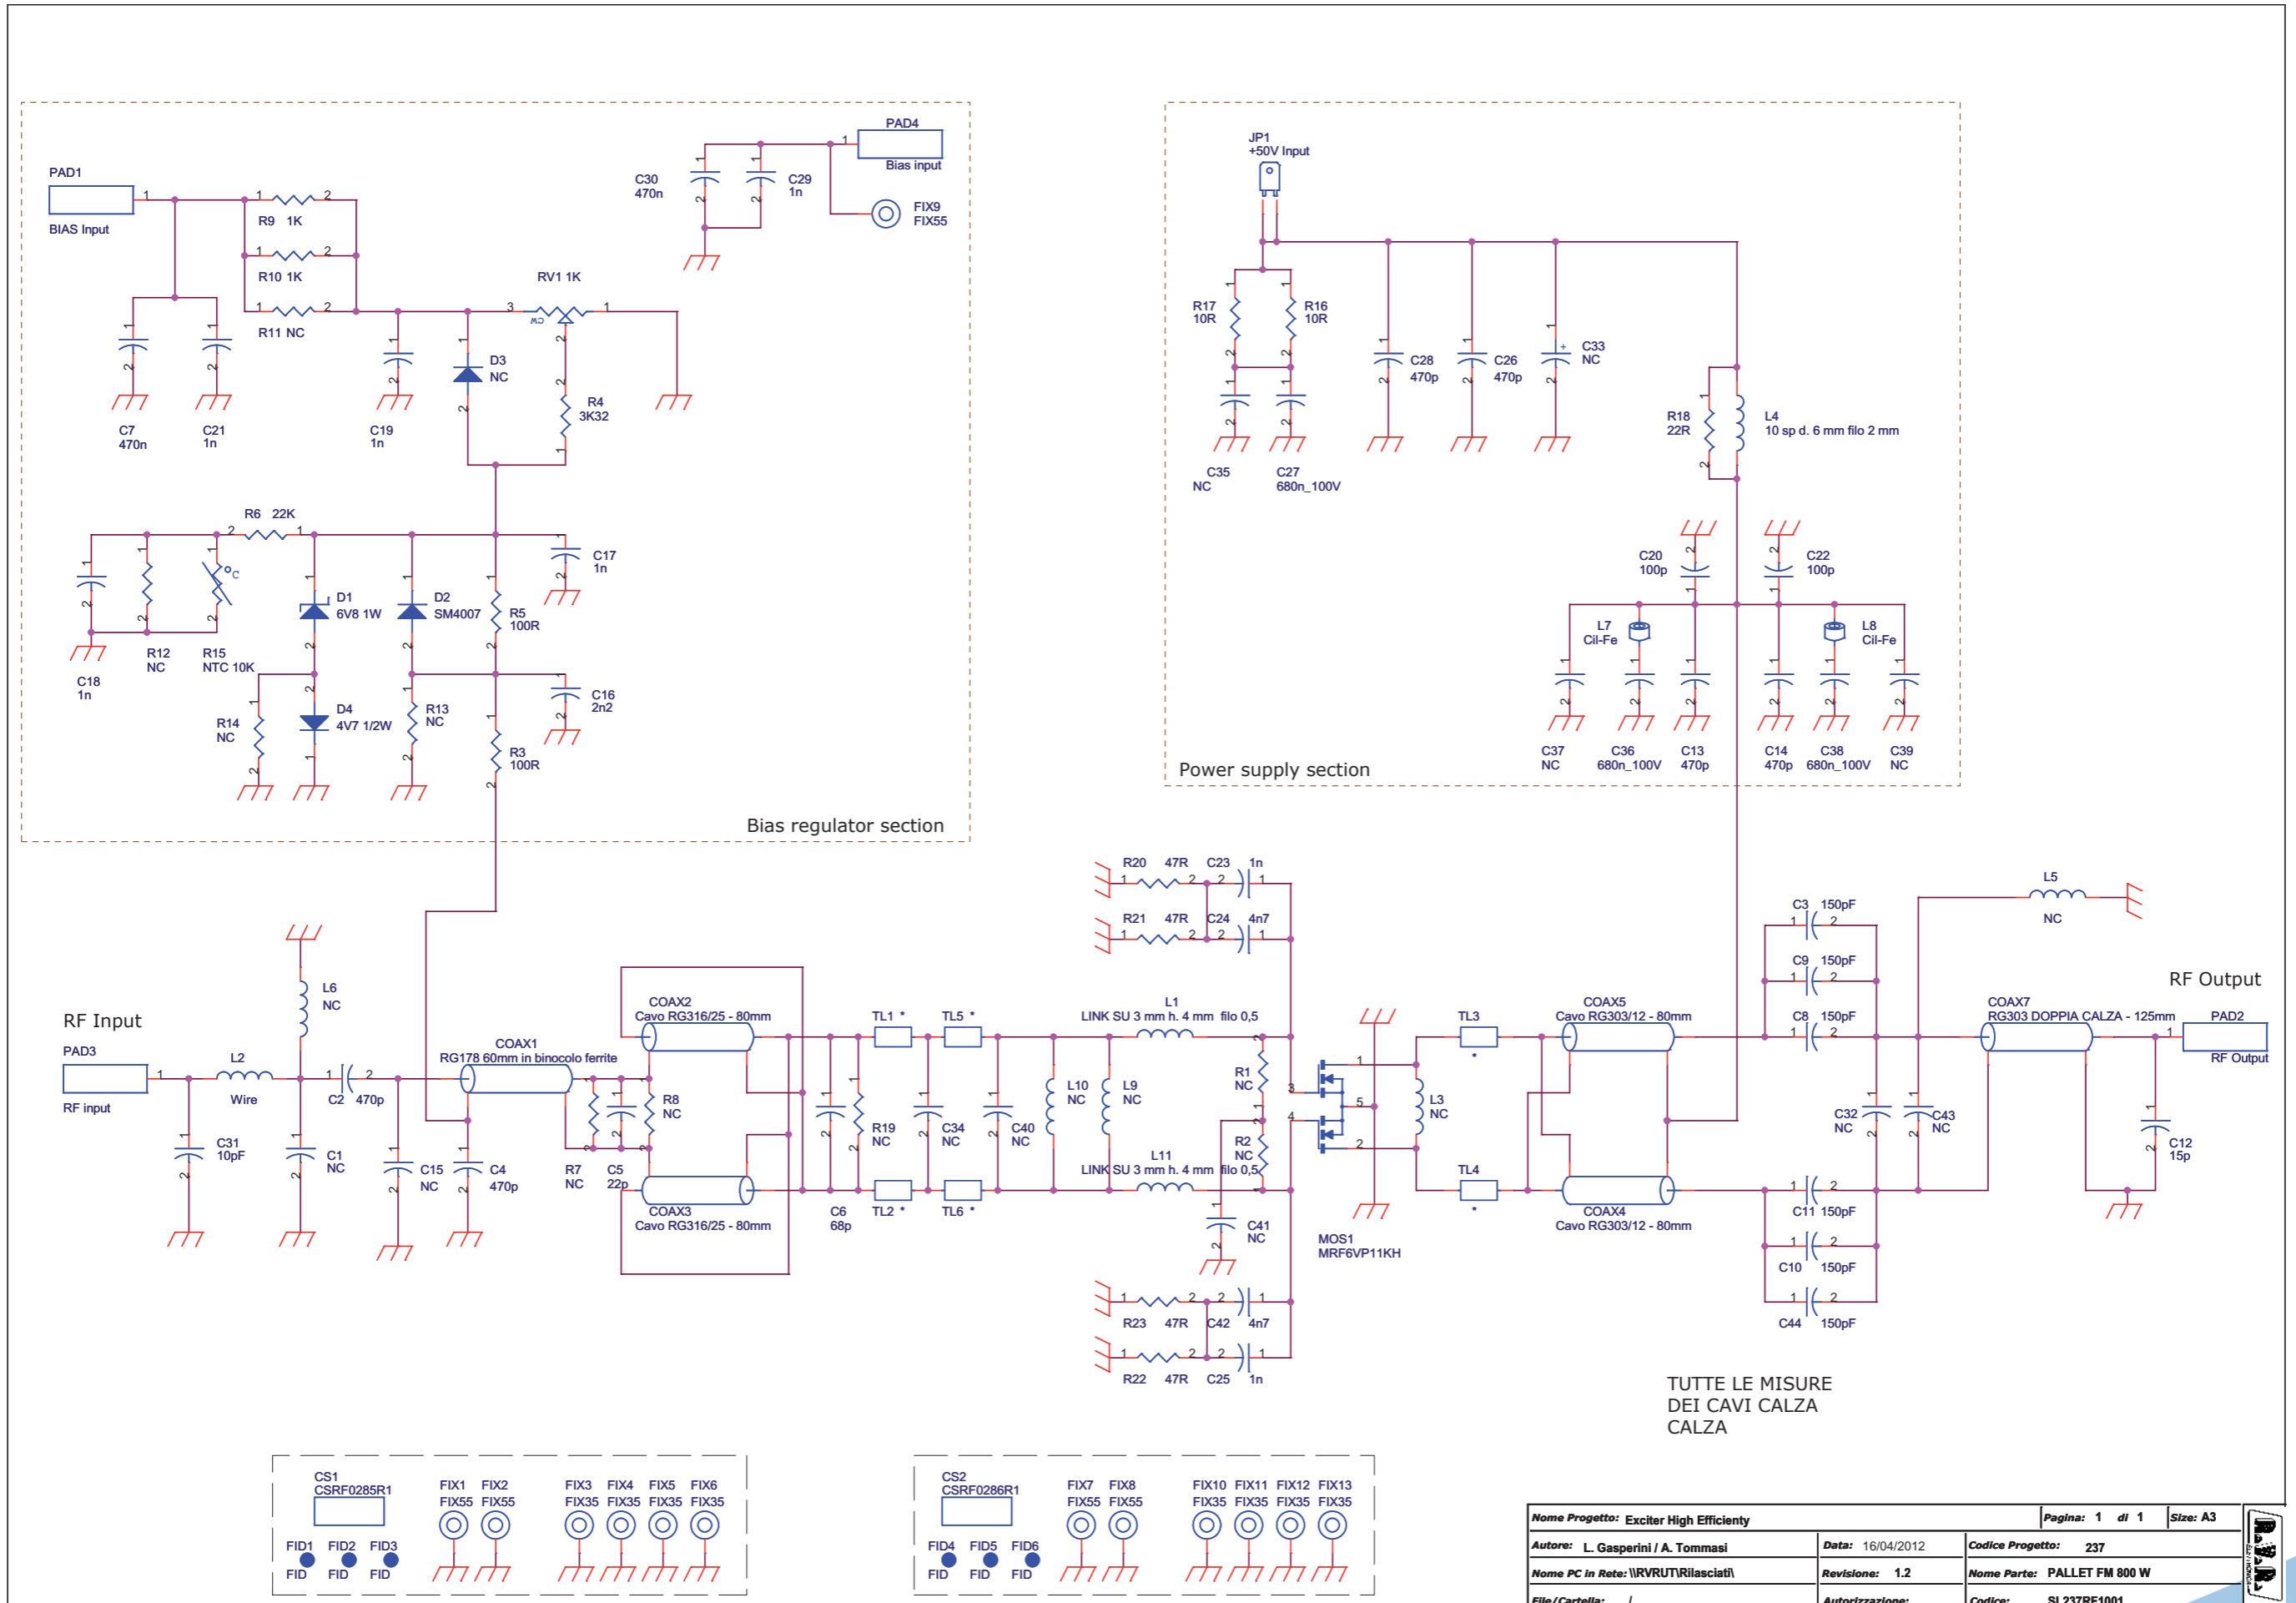 PAD1
BIAS Input
R9 1K
R10 1K
R11 NC
C7
470n
C21
1n
C19
1n
D3
NC
RV1 1K
R4
3K32
C30
470n
C29
1n
PAD4
Bias input
FIX9
FIX55
R6 22K
C18
1n
R12
NC
R15
NTC 10K
°C
D1
6V8 1W
D2
SM4007
R5
100R
C17
1n
R14
NC
D4
4V7 1/2W
R13
NC
C16
2n2
R3
100R
Bias regulator section
JP1
+50V Input
R17
10R
R16
10R
C35
NC
C27
680n_100V
C28
470p
C26
470p
C33
NC
R18
22R
L4
10 sp d. 6 mm filo 2 mm
C20
100p
C22
100p
L7
Cil-Fe
L8
Cil-Fe
C37
NC
C36
680n_100V
C13
470p
C14
470p
C38
680n_100V
C39
NC
Power supply section
RF Input
PAD3
RF input
C31
10pF
L2
Wire
L6
NC
C1
NC
C2 470p
C15
NC
C4
470p
COAX1
RG178 60mm in binocolo ferrite
R7
NC
C5
22p
R8
NC
COAX2
Cavo RG316/25 - 80mm
COAX3
Cavo RG316/25 - 80mm
C6
68p
R19
NC
TL1 *
TL2 *
C34
NC
TL5 *
TL6 *
C40
NC
L10
NC
L9
NC
L1
LINK SU 3 mm h. 4 mm filo 0,5
L11
LINK SU 3 mm h. 4 mm filo 0,5
R20 47R C23 1n
R21 47R C24 4n7
R1
NC
R2
NC
C41
NC
R23 47R C42 4n7
R22 47R C25 1n
MOS1
MRF6VP11KH
L3
NC
TL3
*
TL4
*
COAX5
Cavo RG303/12 - 80mm
COAX4
Cavo RG303/12 - 80mm
C3 150pF
C9 150pF
C8 150pF
C11 150pF
C10 150pF
C44 150pF
C32
NC
C43
NC
L5
NC
COAX7
RG303 DOPPIA CALZA - 125mm
C12
15p
RF Output
PAD2
RF Output
TUTTE LE MISURE
DEI CAVI CALZA
CALZA
CS1
CSRF0285R1
FID1 FID2 FID3
FID FID FID
FIX1 FIX2 FIX3 FIX4 FIX5 FIX6
FIX55 FIX55 FIX35 FIX35 FIX35 FIX35
CS2
CSRF0286R1
FID4 FID5 FID6
FID FID FID
FIX7 FIX8 FIX10 FIX11 FIX12 FIX13
FIX55 FIX55 FIX35 FIX35 FIX35 FIX35
Nome Progetto: Exciter High Efficienty Pagina: 1 di 1 Size: A3
Autore: L. Gasperini / A. Tommasi Data: 16/04/2012 Codice Progetto: 237
Nome PC in Rete: \\RVRUT\Rilasciati\ Revisione: 1.2 Nome Parte: PALLET FM 800 W
File/Cartella: / Autorizzazione: Codice: SL237RF1001
R.V.R.